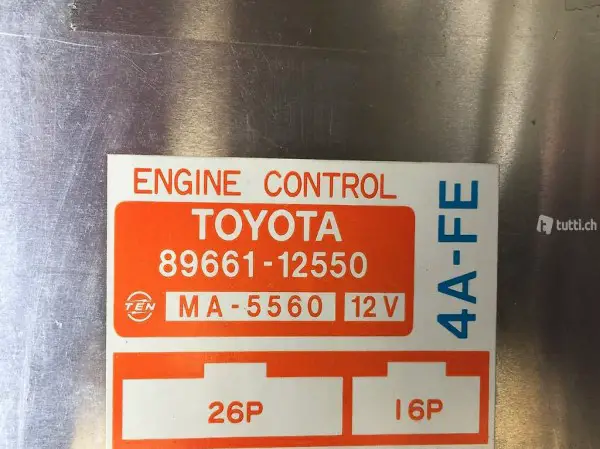 ENGINE CONTROL
TOYOTA
89661-12550
TEN MA-5560 12V
4A-FE
26P 16P
tutti.ch